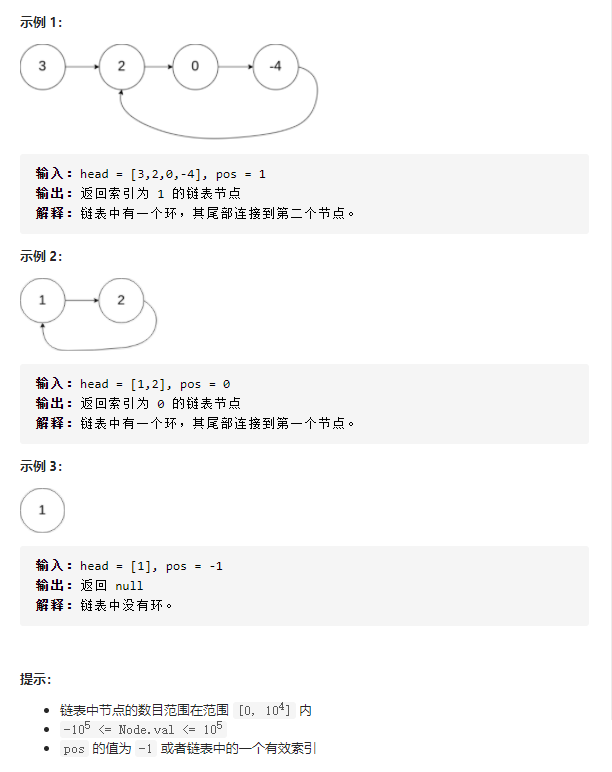 示例 1:
3 2 0 -4
输入：head = [3,2,0,-4], pos = 1
输出：返回索引为 1 的链表节点
解释：链表中有一个环，其尾部连接到第二个节点。
示例 2:
1 2
输入：head = [1,2], pos = 0
输出：返回索引为 0 的链表节点
解释：链表中有一个环，其尾部连接到第一个节点。
示例 3:
1
输入：head = [1], pos = -1
输出：返回 null
解释：链表中没有环。
提示:
• 链表中节点的数目范围在范围 [0, 10⁴] 内
• -10⁵ <= Node.val <= 10⁵
• pos 的值为 -1 或者链表中的一个有效索引